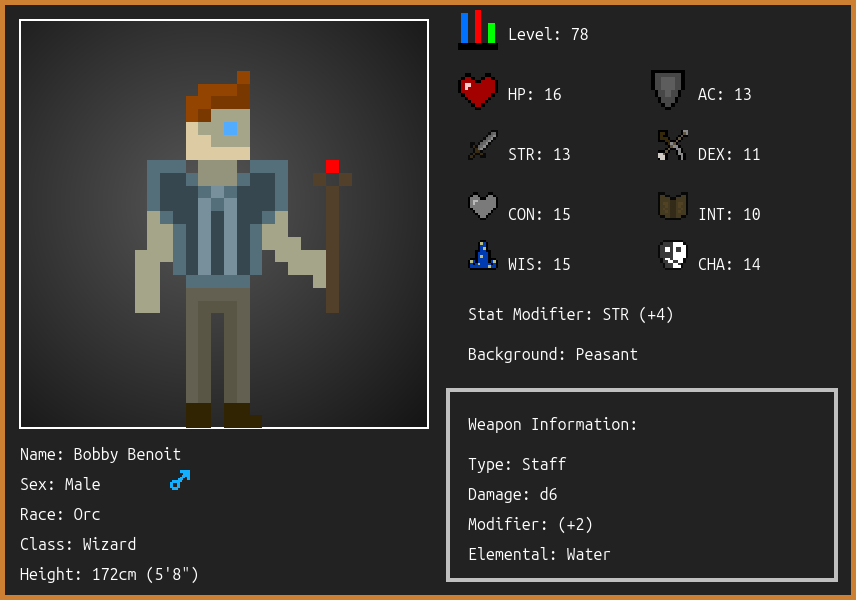 Level: 78
HP: 16
AC: 13
STR: 13
DEX: 11
CON: 15
INT: 10
WIS: 15
CHA: 14
Stat Modifier: STR (+4)
Background: Peasant
Weapon Information:
Type: Staff
Damage: d6
Modifier: (+2)
Elemental: Water
Name: Bobby Benoit
Sex: Male
Race: Orc
Class: Wizard
Height: 172cm (5'8")